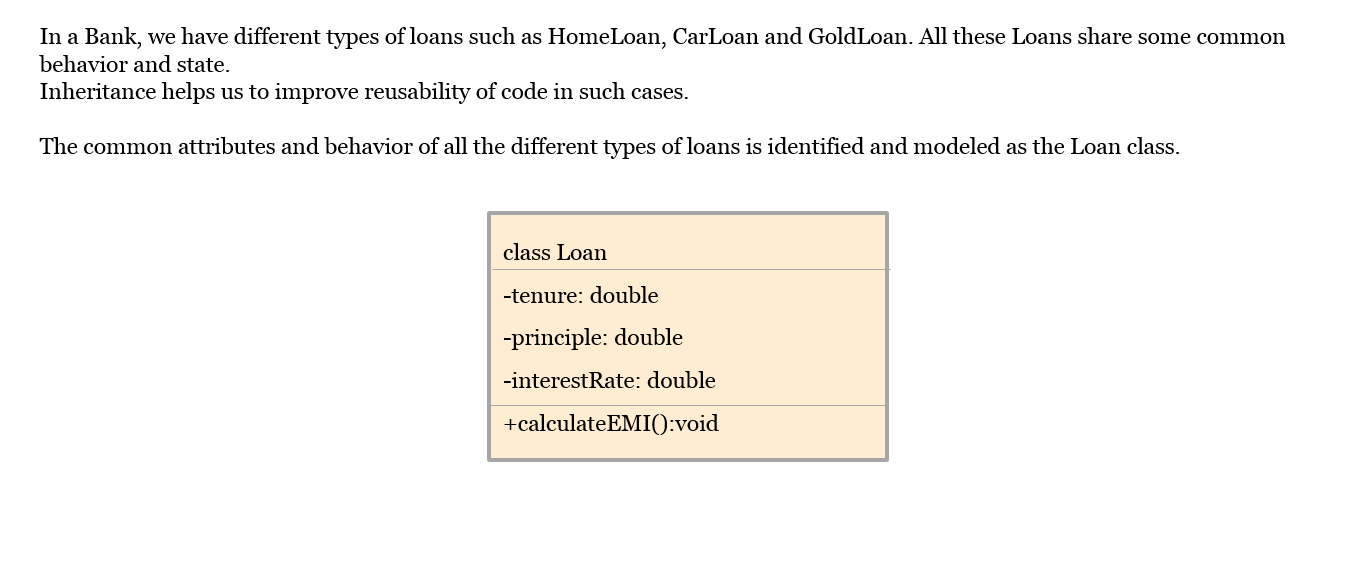 In a Bank, we have different types of loans such as HomeLoan, CarLoan and GoldLoan. All these Loans share some common
behavior and state.
Inheritance helps us to improve reusability of code in such cases.
The common attributes and behavior of all the different types of loans is identified and modeled as the Loan class.
class Loan
-tenure: double
-principle: double
-interestRate: double
+calculateEMI():void